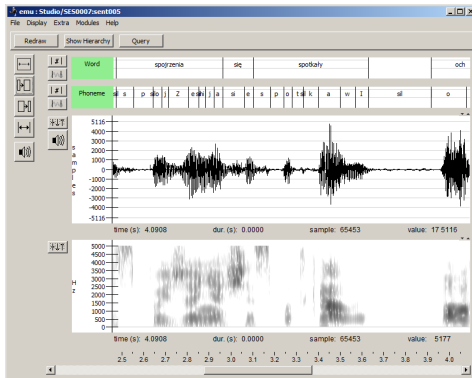 emu : Studio/SES0007:sent005
File Display Extra Modules Help
Redraw Show Hierarchy Query
Word spojrzenia się spotkały och
Phoneme s p o j Z e j a si e s p o t k a w I sil o
5116
4000
3000
2000
1000
0
-1000
-2000
-3000
-4000
-5116
samples
time (s): 4.0908 dur. (s): 0.0000 sample: 65453 value: 17 5116
5000
4500
4000
3500
3000
2500
2000
1500
1000
500
0
Hz
time (s): 4.0908 dur. (s): 0.0000 sample: 65453 value: 5177
2.5 2.6 2.7 2.8 2.9 3.0 3.1 3.2 3.3 3.4 3.5 3.6 3.7 3.8 3.9 4.0